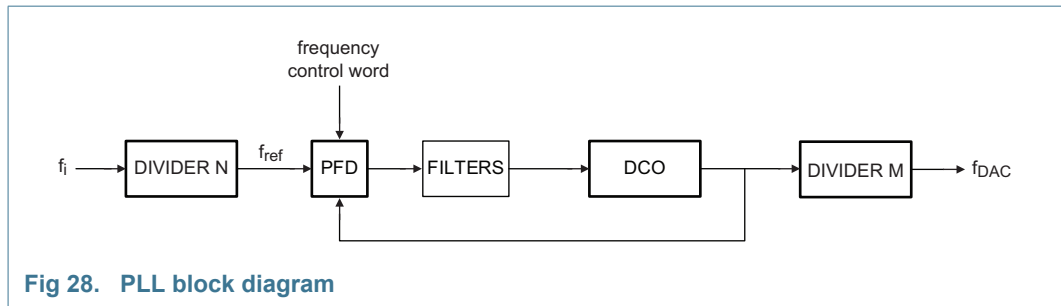 frequency
control word
fi
DIVIDER N
fref
PFD
FILTERS
DCO
DIVIDER M
fDAC
Fig 28. PLL block diagram